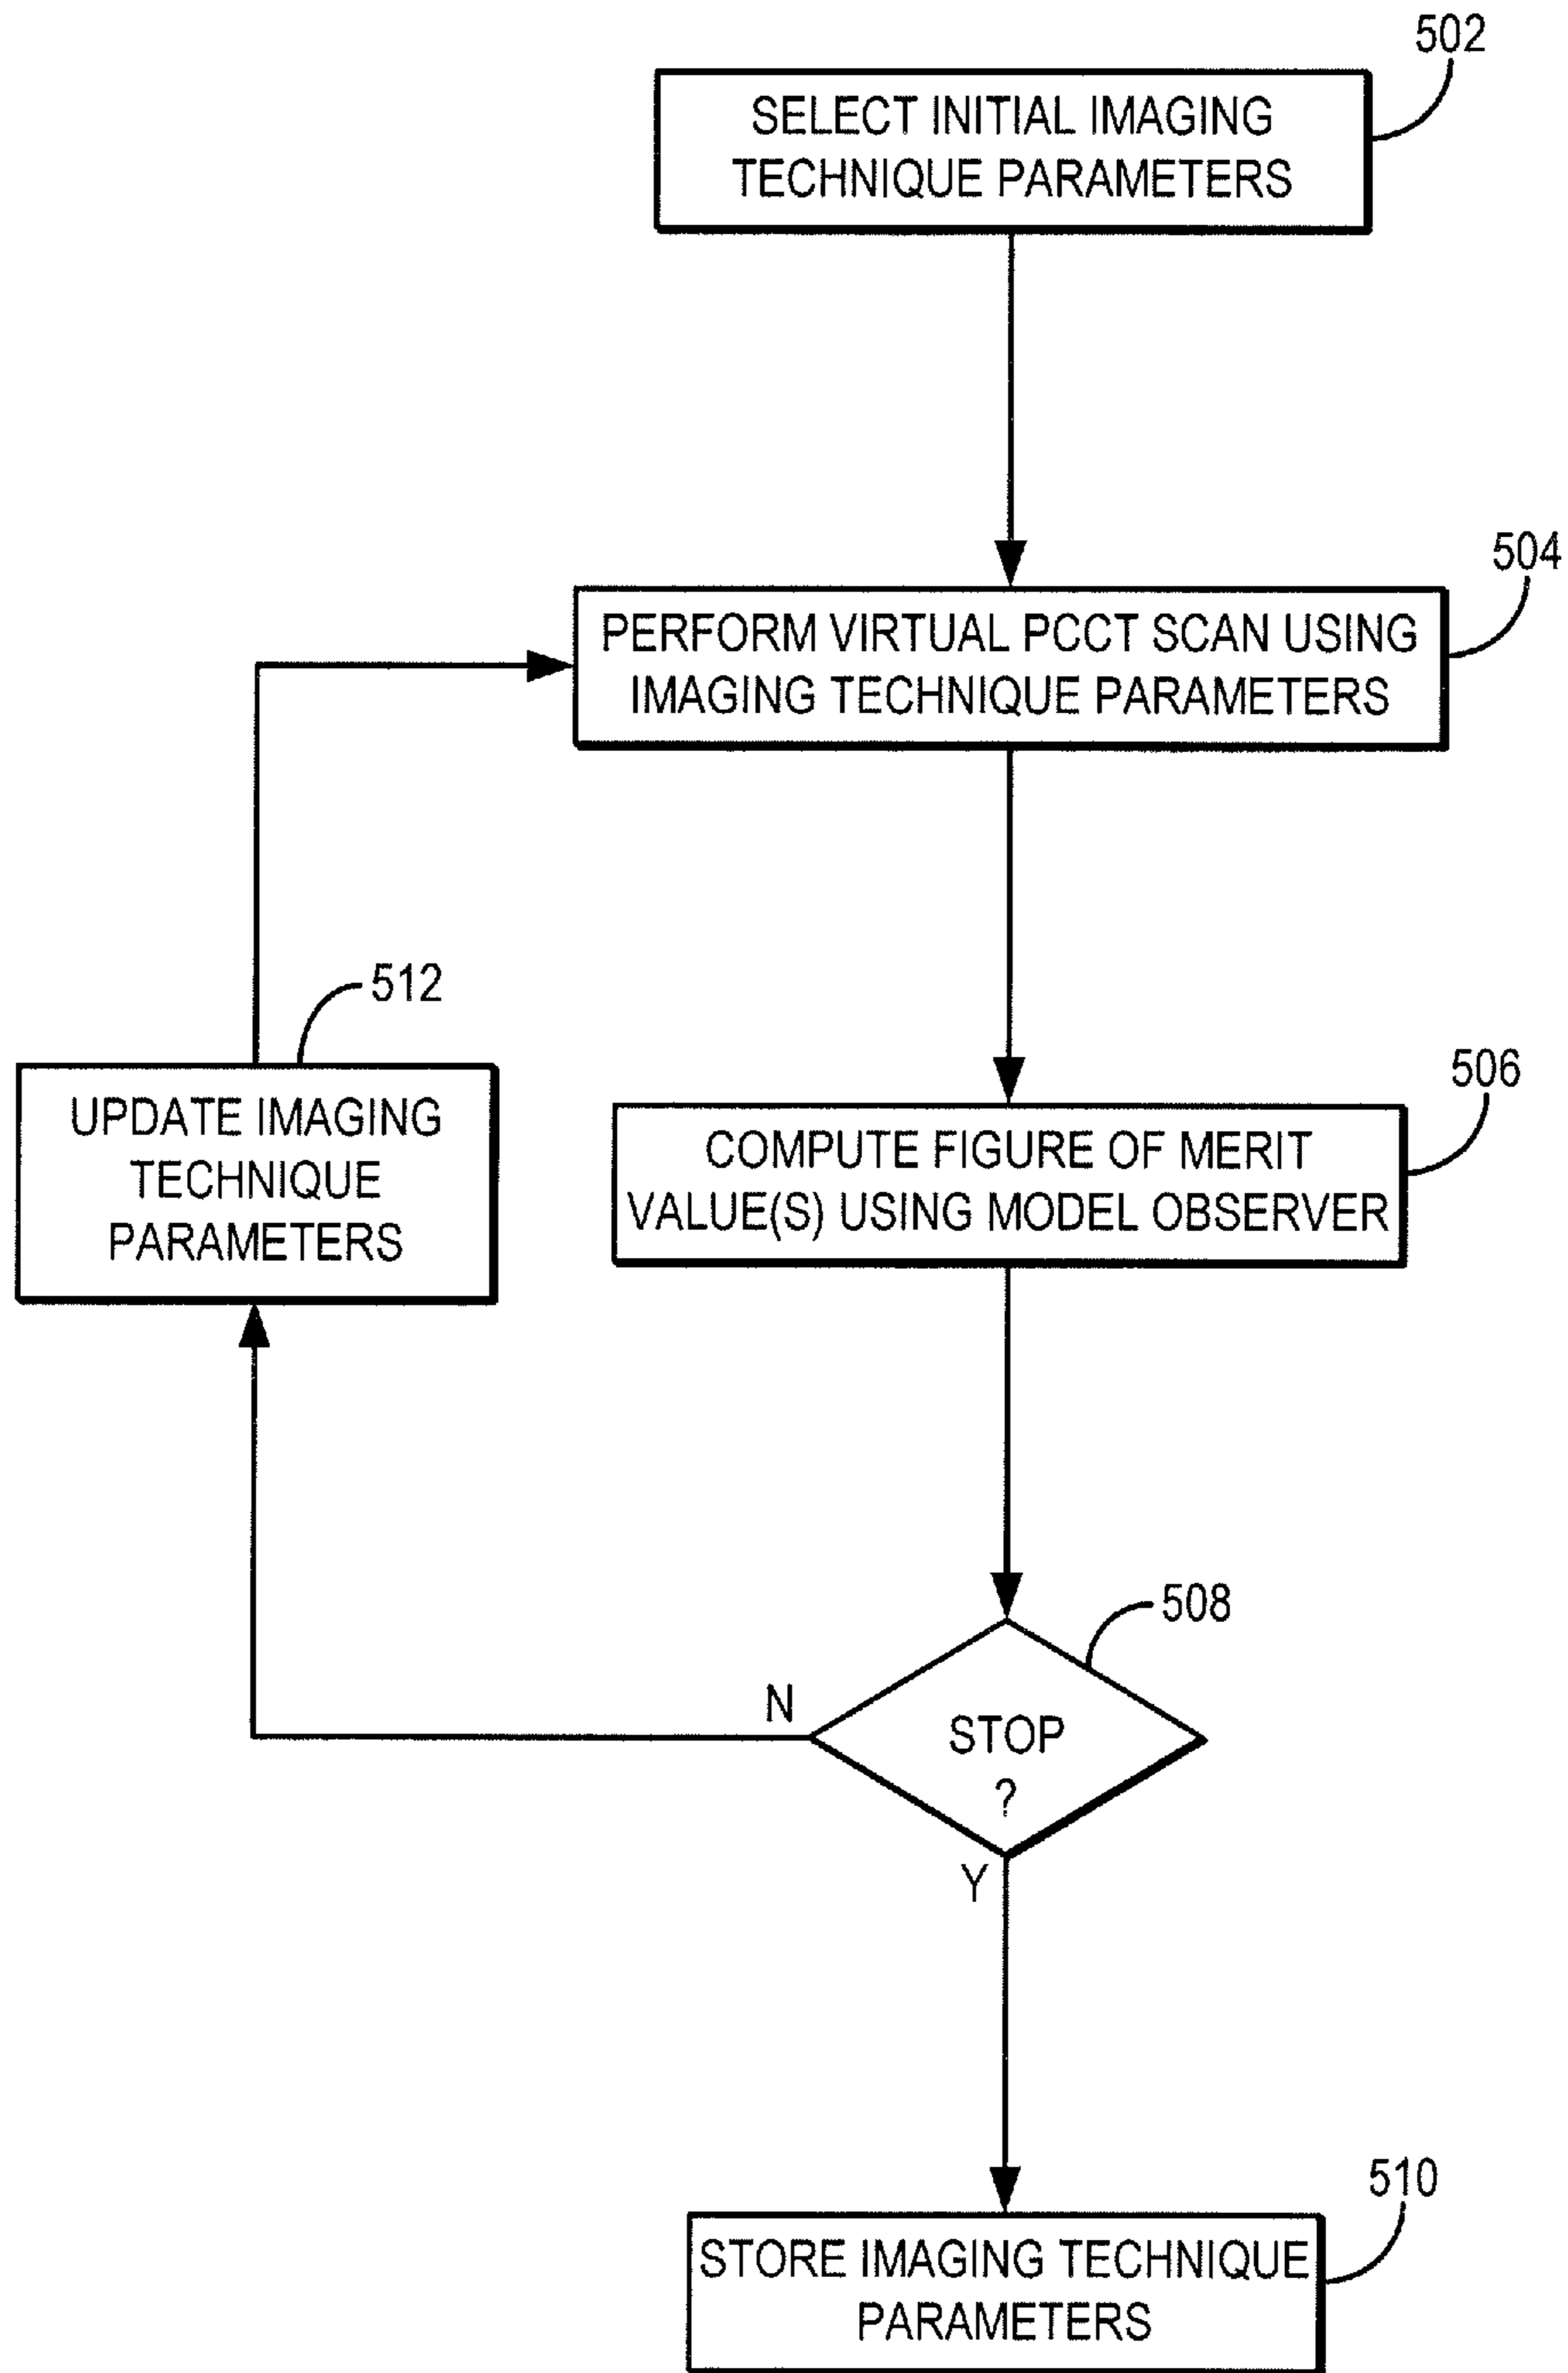 502
SELECT INITIAL IMAGING
TECHNIQUE PARAMETERS
504
PERFORM VIRTUAL PCCT SCAN USING
IMAGING TECHNIQUE PARAMETERS
512
UPDATE IMAGING
TECHNIQUE
PARAMETERS
506
COMPUTE FIGURE OF MERIT
VALUE(S) USING MODEL OBSERVER
508
N
STOP
?
Y
510
STORE IMAGING TECHNIQUE
PARAMETERS